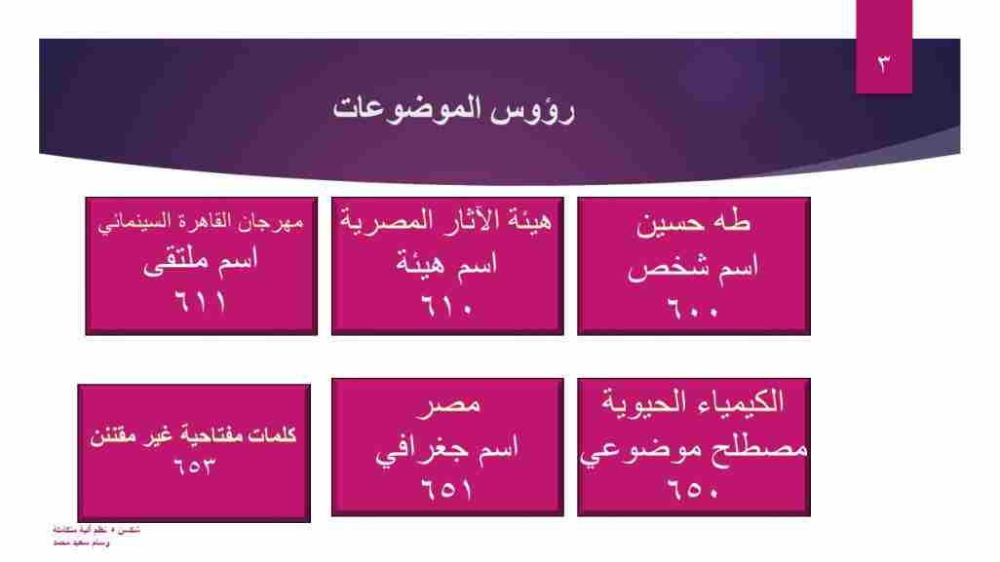 ٣
رؤوس الموضوعات
طه حسين
اسم شخص
٦٠٠
هيئة الآثار المصرية
اسم هيئة
٦١٠
مهرجان القاهرة السينمائي
اسم ملتقى
٦١١
الكيمياء الحيوية
مصطلح موضوعي
٦٥٠
مصر
اسم جغرافي
٦٥١
كلمات مفتاحية غير مقننن
٦٥٣
نظم آلية متكاملة
وسام سعيد محمد